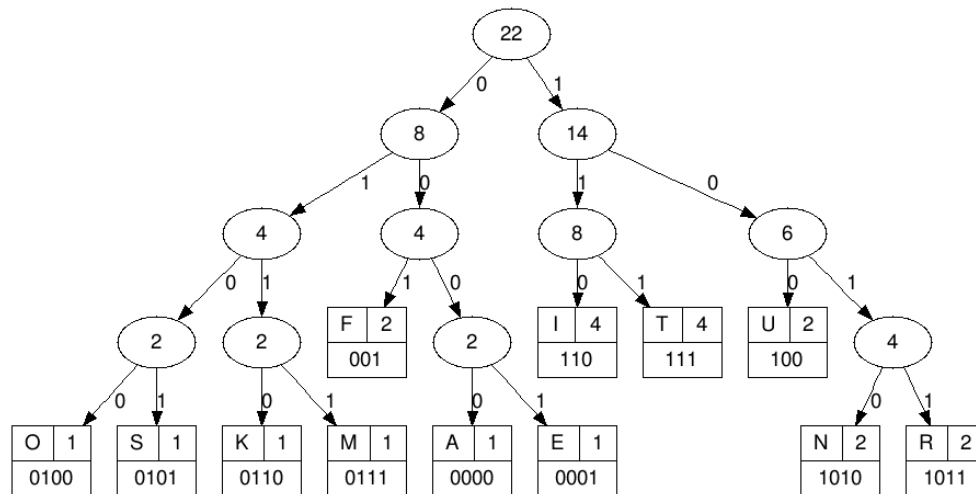 22
0 1
8 14
1 0 1 0
4 4 8 6
0 1 1 0 0 1 0 1
2 2 F 2 2 I 4 T 4 U 2 4
001 110 111 100
0 1 0 1 0 1 0 1
O 1 S 1 K 1 M 1 A 1 E 1 N 2 R 2
0100 0101 0110 0111 0000 0001 1010 1011